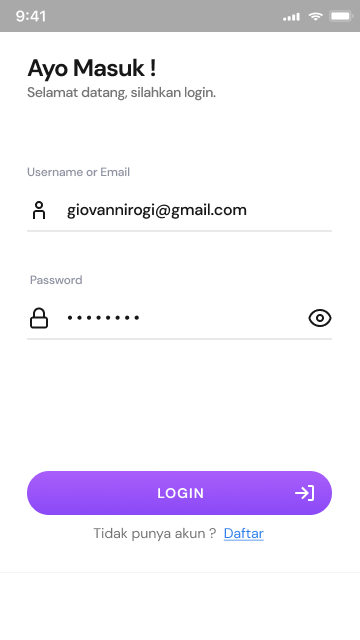 9:41
Ayo Masuk !
Selamat datang, silahkan login.
Username or Email
giovannirogi@gmail.com
Password
••••••••
LOGIN
Tidak punya akun ? Daftar